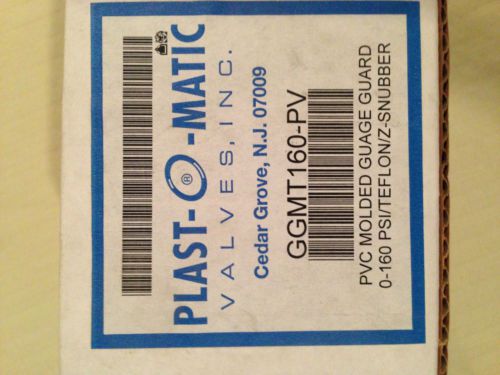 PLAST-O-MATIC
®
VALVES, INC.
Cedar Grove, N.J. 07009
GGMT160-PV
PVC MOLDED GUAGE GUARD
0-160 PSI/TEFLON/Z-SNUBBER